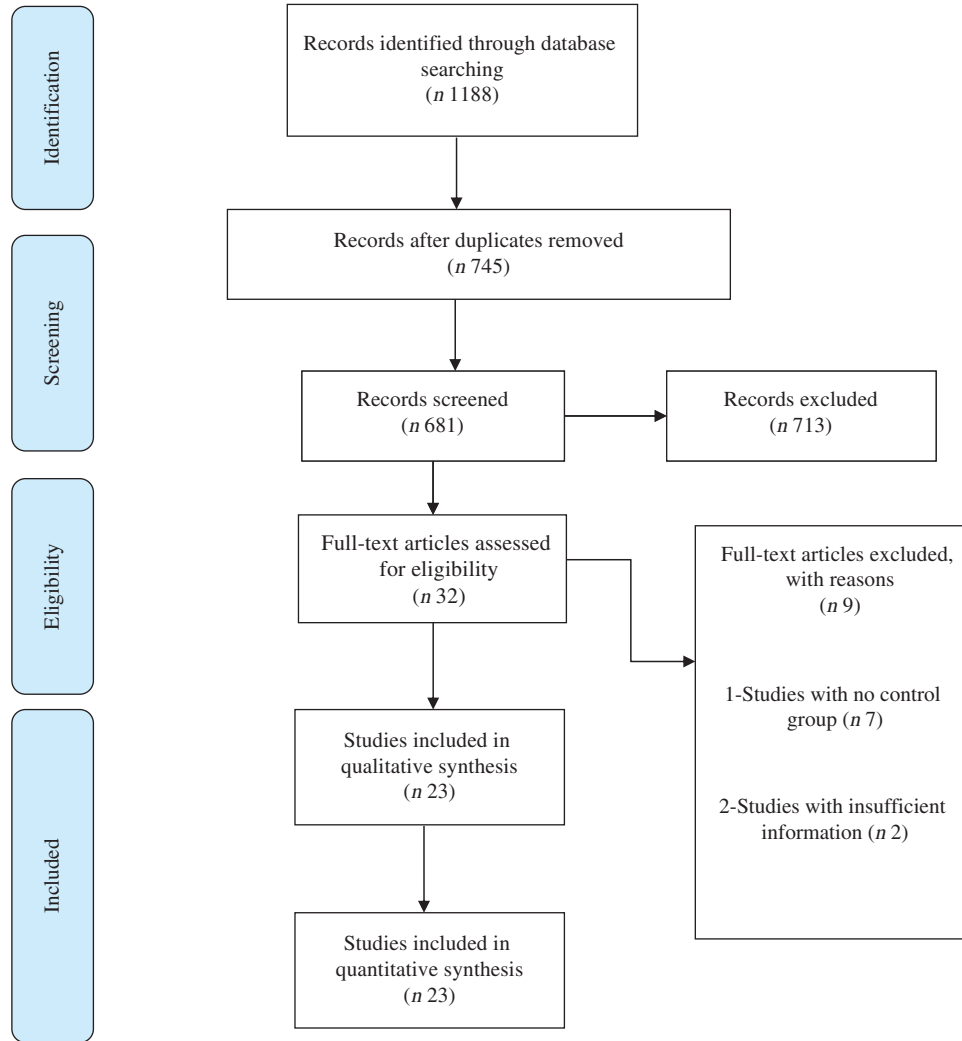 Identification
Records identified through database
searching
(n 1188)
Records after duplicates removed
(n 745)
Screening
Records screened
(n 681)
Records excluded
(n 713)
Eligibility
Full-text articles assessed
for eligibility
(n 32)
Full-text articles excluded,
with reasons
(n 9)
1-Studies with no control
group (n 7)
2-Studies with insufficient
information (n 2)
Included
Studies included in
qualitative synthesis
(n 23)
Studies included in
quantitative synthesis
(n 23)